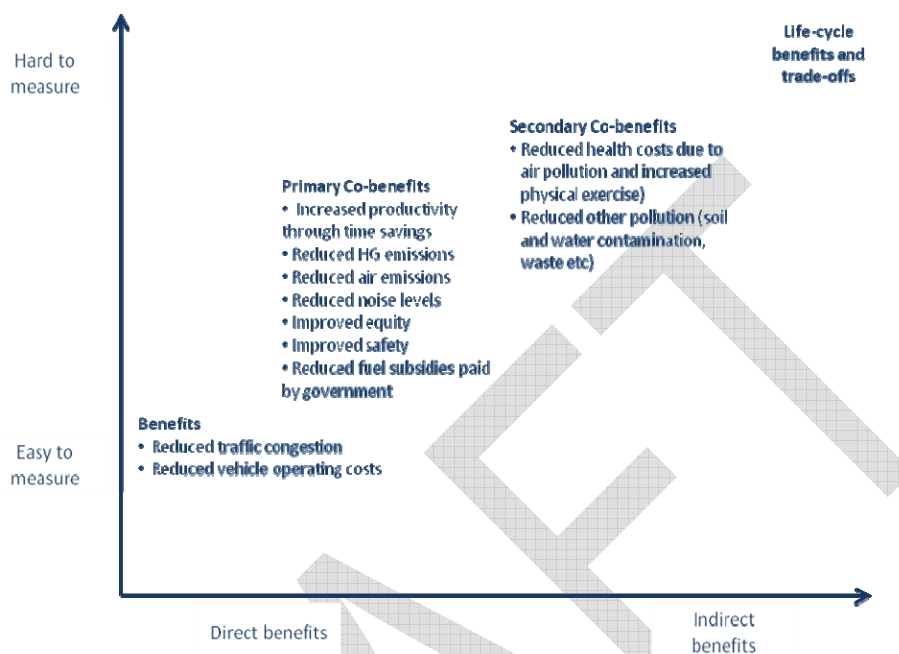 Life-cycle
benefits and
trade-offs
Hard to
measure
Secondary Co-benefits
• Reduced health costs due to
air pollution and increased
physical exercise)
• Reduced other pollution (soil
and water contamination,
waste etc)
Primary Co-benefits
• Increased productivity
through time savings
• Reduced HG emissions
• Reduced air emissions
• Reduced noise levels
• Improved equity
• Improved safety
• Reduced fuel subsidies paid
by government
Benefits
• Reduced traffic congestion
• Reduced vehicle operating costs
Easy to
measure
Direct benefits
Indirect
benefits